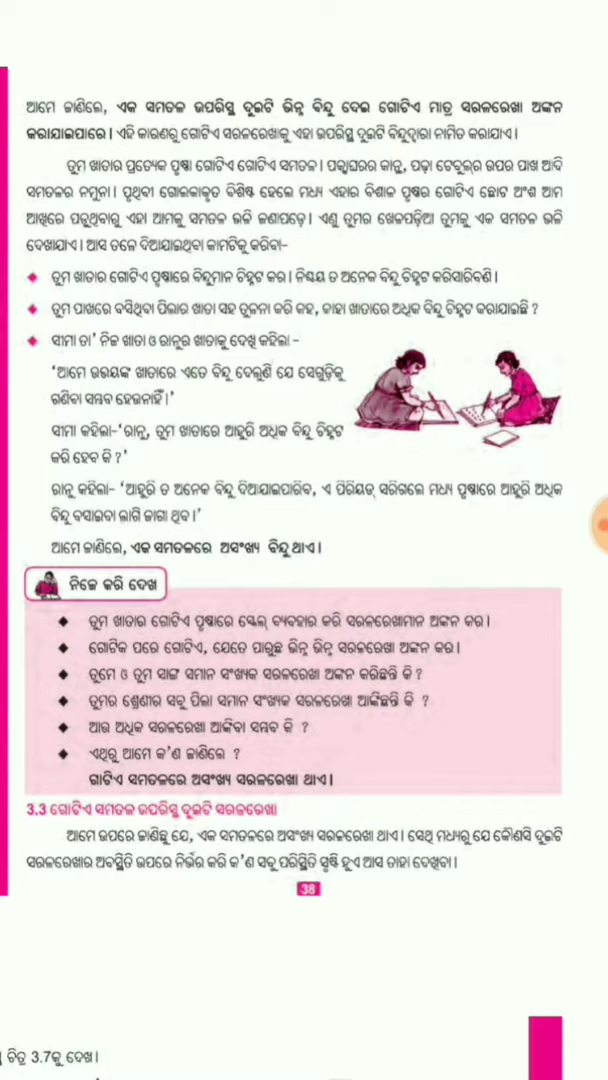 ଆମେ ଜାଣିଲେ, ଏକ ସମତଳ ଉପରିସ୍ଥ ଦୁଇଟି ଭିନ୍ନ ବିନ୍ଦୁ ଦେଇ ଗୋଟିଏ ମାତ୍ର ସରଳରେଖା ଅଙ୍କନ
କରାଯାଇପାରେ। ଏହି କାରଣରୁ ଗୋଟିଏ ସରଳରେଖାକୁ ଏହା ଉପରିସ୍ଥ ଦୁଇଟି ବିନ୍ଦୁଦ୍ୱାରା ନାମିତ କରାଯାଏ।
ତୁମ ଖାତାର ପ୍ରତ୍ୟେକ ପୃଷ୍ଠା ଗୋଟିଏ ଗୋଟିଏ ସମତଳ। ପକ୍କାଘରର କାନ୍ଥ, ପଢ଼ା ଟେବୁଲ୍‌ର ଉପର ପାଖ ଆଦି
ସମତଳର ନମୁନା। ପୃଥିବୀ ଗୋଲକାକୃତ ବିଶିଷ୍ଟ ହେଲେ ମଧ୍ୟ ଏହାର ବିଶାଳ ପୃଷ୍ଠର ଗୋଟିଏ ଛୋଟ ଅଂଶ ଆମ
ଆଖିରେ ପଡୁଥିବାରୁ ଏହା ଆମକୁ ସମତଳ ଭଳି ଜଣାପଡ଼େ। ଏଣୁ ତୁମର ଖେଳପଡ଼ିଆ ତୁମକୁ ଏକ ସମତଳ ଭଳି
ଦେଖାଯାଏ। ଆସ ତଳେ ଦିଆଯାଇଥିବା କାମଟିକୁ କରିବା-
◆ ତୁମ ଖାତାର ଗୋଟିଏ ପୃଷ୍ଠାରେ ବିନ୍ଦୁମାନ ଚିହ୍ନଟ କର। ନିଶ୍ଚୟ ତ ଅନେକ ବିନ୍ଦୁ ଚିହ୍ନଟ କରିସାରିବଣି।
◆ ତୁମ ପାଖରେ ବସିଥିବା ପିଲାର ଖାତା ସହ ତୁଳନା କରି କହ, କାହା ଖାତାରେ ଅଧିକ ବିନ୍ଦୁ ଚିହ୍ନଟ କରାଯାଇଛି ?
◆ ସୀମା ତା' ନିଜ ଖାତା ଓ ରାନୁର ଖାତାକୁ ଦେଖି କହିଲା -
‘ଆମେ ଉଭୟଙ୍କ ଖାତାରେ ଏତେ ବିନ୍ଦୁ ଦେଲୁଣି ଯେ ସେଗୁଡ଼ିକୁ
ଗଣିବା ସମ୍ଭବ ହେଉନାହିଁ।’
ସୀମା କହିଲା-‘ରାନୁ, ତୁମ ଖାତାରେ ଆହୁରି ଅଧିକ ବିନ୍ଦୁ ଚିହ୍ନଟ
କରି ହେବ କି ?’
ରାନୁ କହିଲା- ‘ଆହୁରି ତ ଅନେକ ବିନ୍ଦୁ ଦିଆଯାଇପାରିବ, ଏ ପିରିୟଡ୍ ସରିଗଲେ ମଧ୍ୟ ପୃଷ୍ଠାରେ ଆହୁରି ଅଧିକ
ବିନ୍ଦୁ ବସାଇବା ଲାଗି ଜାଗା ଥିବ।’
ଆମେ ଜାଣିଲେ, ଏକ ସମତଳରେ ଅସଂଖ୍ୟ ବିନ୍ଦୁ ଥାଏ।
ନିଜେ କରି ଦେଖ
◆ ତୁମ ଖାତାର ଗୋଟିଏ ପୃଷ୍ଠାରେ ସ୍କେଲ୍ ବ୍ୟବହାର କରି ସରଳରେଖାମାନ ଅଙ୍କନ କର।
◆ ଗୋଟିକ ପରେ ଗୋଟିଏ, ଯେତେ ପାରୁଛ ଭିନ୍ନ ଭିନ୍ନ ସରଳରେଖା ଅଙ୍କନ କର।
◆ ତୁମେ ଓ ତୁମ ସାଙ୍ଗ ସମାନ ସଂଖ୍ୟକ ସରଳରେଖା ଅଙ୍କନ କରିଛନ୍ତି କି ?
◆ ତୁମର ଶ୍ରେଣୀର ସବୁ ପିଲା ସମାନ ସଂଖ୍ୟକ ସରଳରେଖା ଆଙ୍କିଛନ୍ତି କି ?
◆ ଆଉ ଅଧିକ ସରଳରେଖା ଆଙ୍କିବା ସମ୍ଭବ କି ?
◆ ଏଥିରୁ ଆମେ କ'ଣ ଜାଣିଲେ ?
ଗାଟିଏ ସମତଳରେ ଅସଂଖ୍ୟ ସରଳରେଖା ଥାଏ।
3.3 ଗୋଟିଏ ସମତଳ ଉପରିସ୍ଥ ଦୁଇଟି ସରଳରେଖା
ଆମେ ଉପରେ ଜାଣିଛୁ ଯେ, ଏକ ସମତଳରେ ଅସଂଖ୍ୟ ସରଳରେଖା ଥାଏ। ସେଥି ମଧ୍ୟରୁ ଯେ କୌଣସି ଦୁଇଟି
ସରଳରେଖାର ଅବସ୍ଥିତି ଉପରେ ନିର୍ଭର କରି କ'ଣ ସବୁ ପରିସ୍ଥିତି ସୃଷ୍ଟି ହୁଏ ଆସ ତାହା ଦେଖିବା।
38
ଚିତ୍ର 3.7କୁ ଦେଖ।